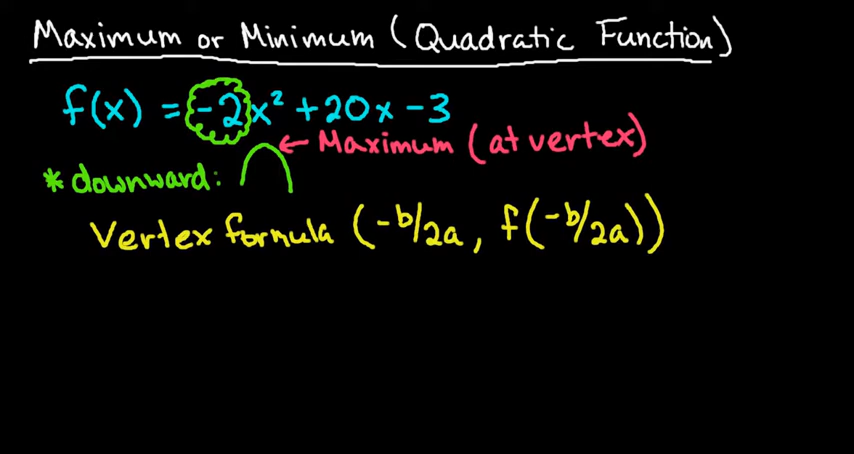 Maximum or Minimum (Quadratic Function)
f(x) = -2x² + 20x - 3
← Maximum (at vertex)
* downward:
Vertex formula (-b/2a, f(-b/2a))